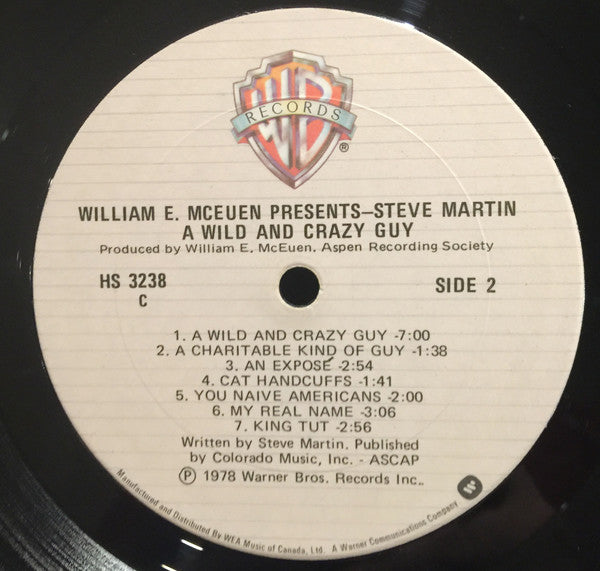 WB
RECORDS
®
WILLIAM E. MCEUEN PRESENTS—STEVE MARTIN
A WILD AND CRAZY GUY
Produced by William E. McEuen. Aspen Recording Society
HS 3238
C
SIDE 2
1. A WILD AND CRAZY GUY -7:00
2. A CHARITABLE KIND OF GUY -1:38
3. AN EXPOSÉ -2:54
4. CAT HANDCUFFS -1:41
5. YOU NAIVE AMERICANS -2:00
6. MY REAL NAME -3:06
7. KING TUT -2:56
Written by Steve Martin. Published
by Colorado Music, Inc. - ASCAP
Ⓟ 1978 Warner Bros. Records Inc..
Manufactured and Distributed By WEA Music of Canada, Ltd. A Warner Communications Company